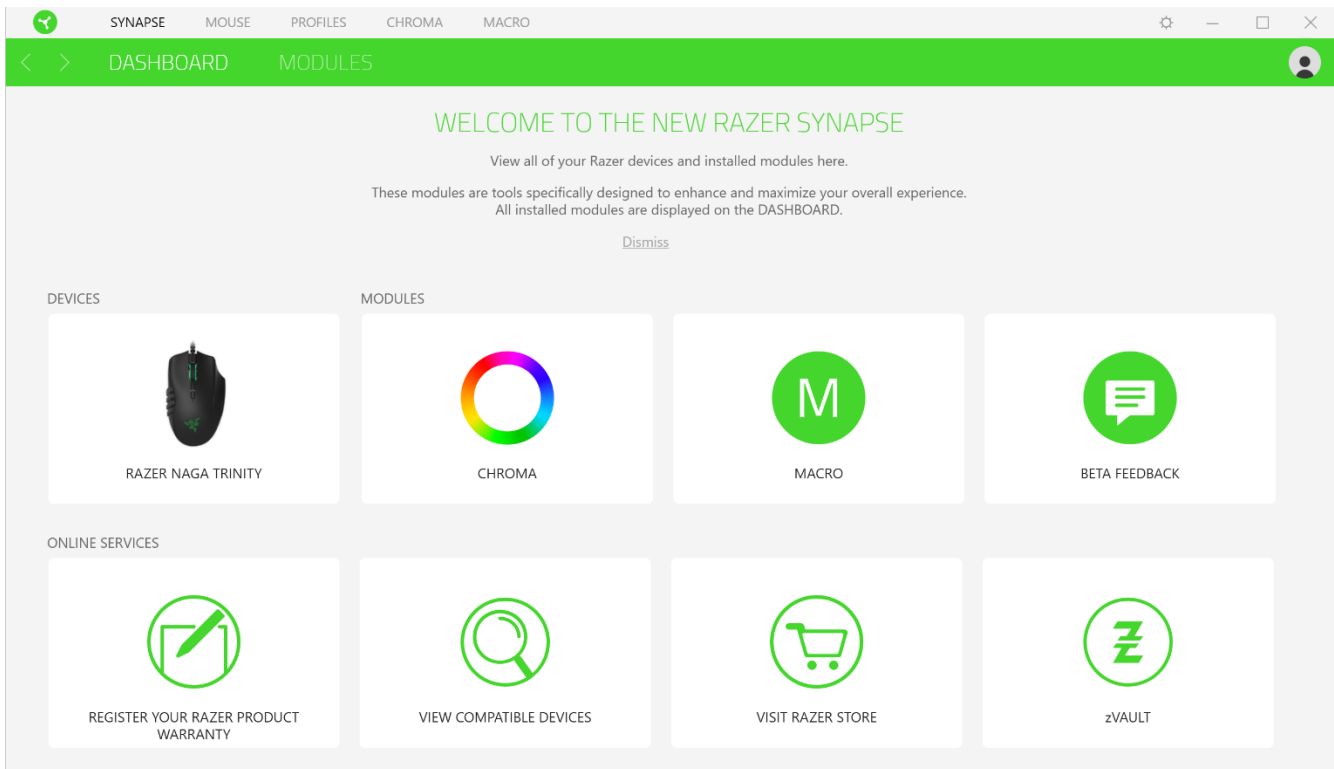 SYNAPSE MOUSE PROFILES CHROMA MACRO
DASHBOARD MODULES
WELCOME TO THE NEW RAZER SYNAPSE
View all of your Razer devices and installed modules here.
These modules are tools specifically designed to enhance and maximize your overall experience.
All installed modules are displayed on the DASHBOARD.
Dismiss
DEVICES MODULES
M
RAZER NAGA TRINITY CHROMA MACRO BETA FEEDBACK
ONLINE SERVICES
REGISTER YOUR RAZER PRODUCT
WARRANTY
VIEW COMPATIBLE DEVICES
VISIT RAZER STORE
zVAULT